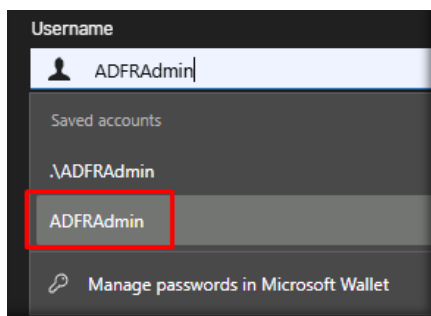 Username
ADFRAdmin
Saved accounts
.\ADFRAdmin
ADFRAdmin
Manage passwords in Microsoft Wallet